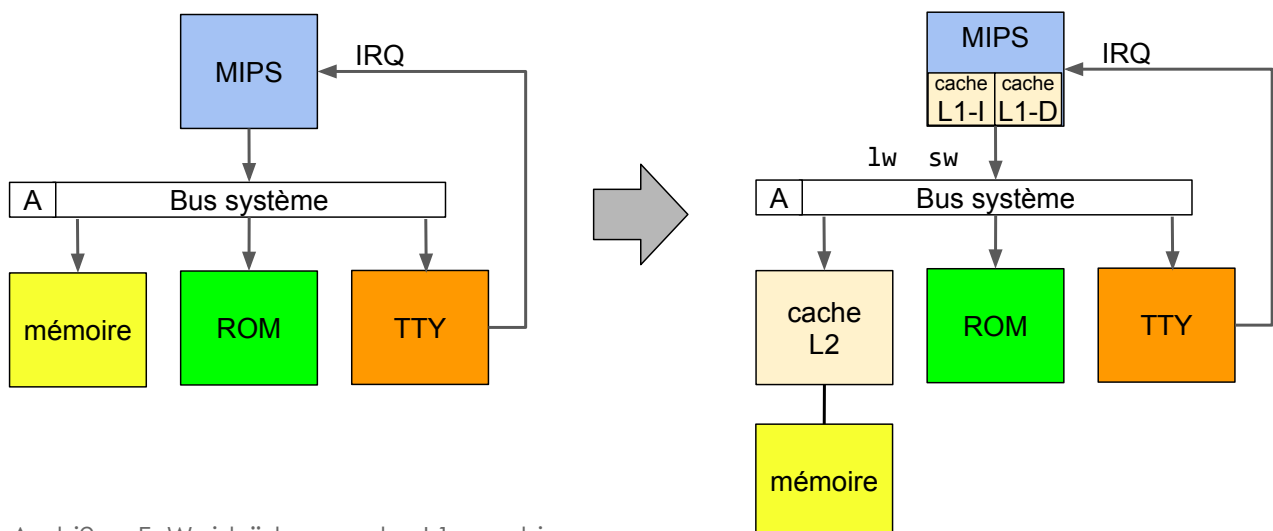 MIPS
IRQ
A
Bus système
mémoire
ROM
TTY
MIPS
cache
L1-I
cache
L1-D
IRQ
lw sw
A
Bus système
cache
L2
ROM
TTY
mémoire